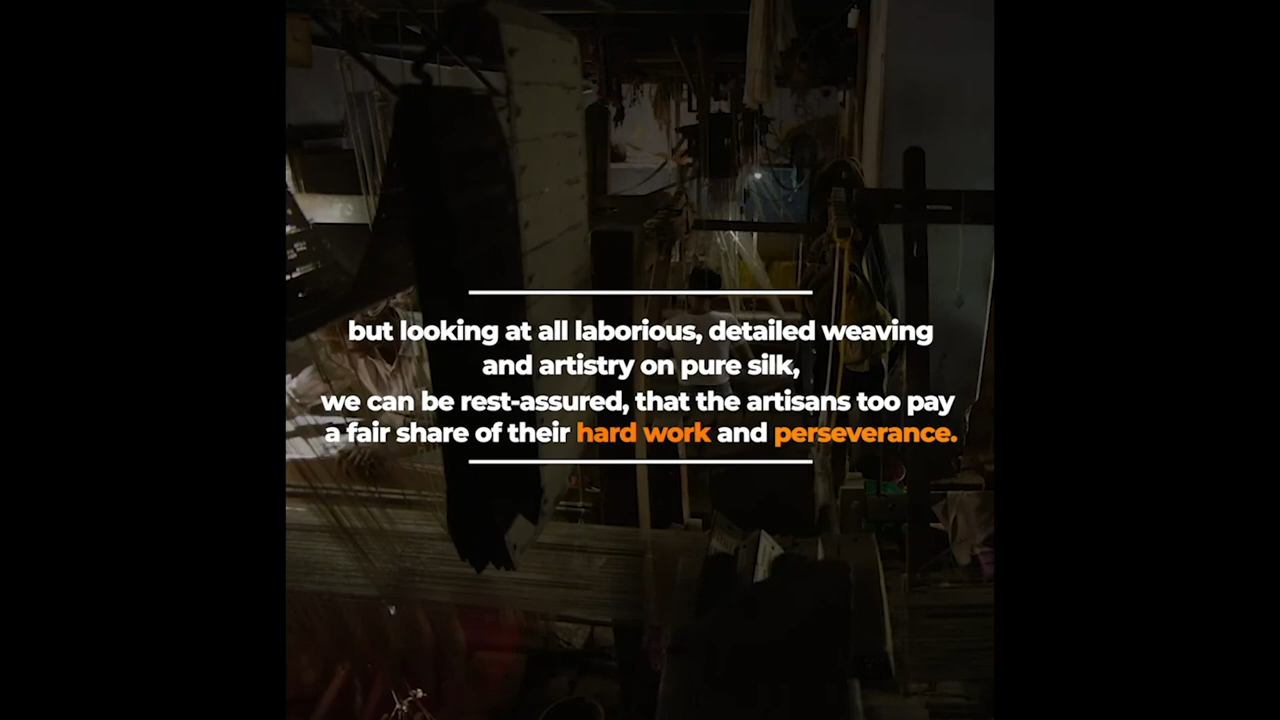 but looking at all laborious, detailed weaving
and artistry on pure silk,
we can be rest-assured, that the artisans too pay
a fair share of their hard work and perseverance.